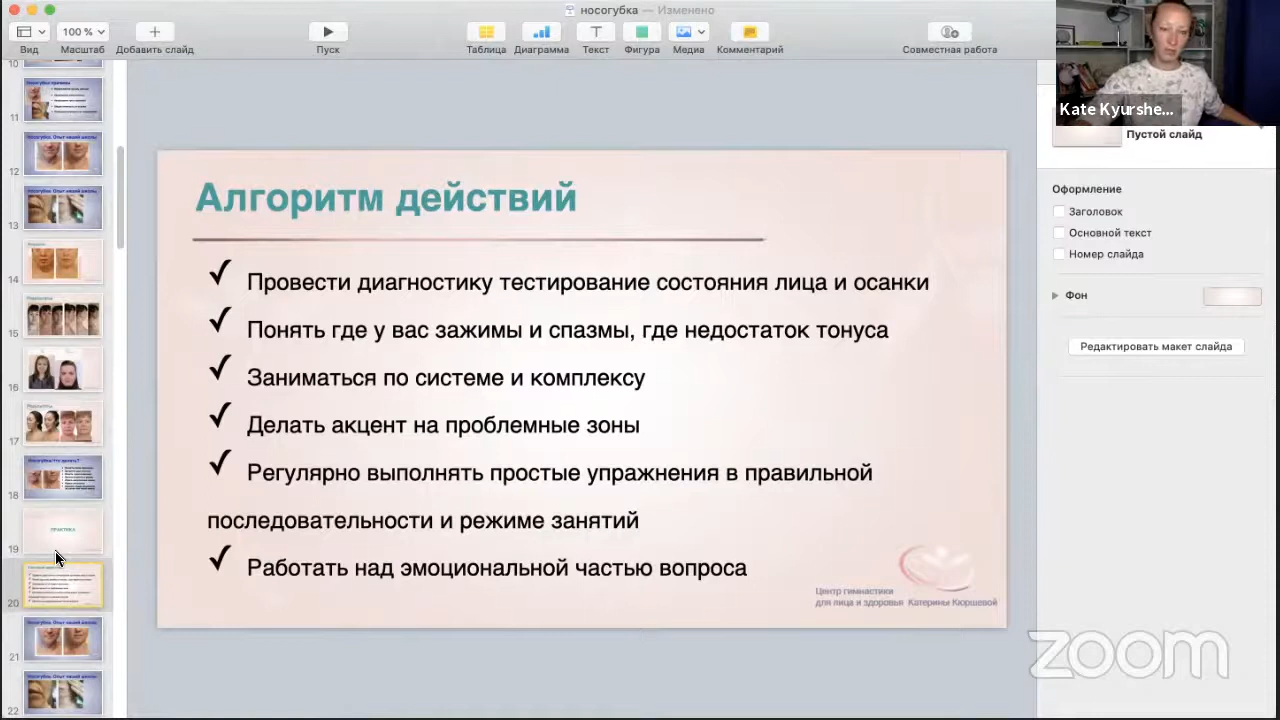 носогубка — Изменено
100 %
Вид
Масштаб
Добавить слайд
Пуск
Таблица
Диаграмма
Текст
Фигура
Медиа
Комментарий
Совместная работа
Kate Kyurshe...
Пустой слайд
Оформление
Заголовок
Основной текст
Номер слайда
Фон
Редактировать макет слайда
10
11
12
13
14
15
16
17
18
19
ПРАКТИКА
20
21
22
Алгоритм действий
✓ Провести диагностику тестирование состояния лица и осанки
✓ Понять где у вас зажимы и спазмы, где недостаток тонуса
✓ Заниматься по системе и комплексу
✓ Делать акцент на проблемные зоны
✓ Регулярно выполнять простые упражнения в правильной
последовательности и режиме занятий
✓ Работать над эмоциональной частью вопроса
Центр гимнастики
для лица и здоровья Катерины Кюршевой
zoom